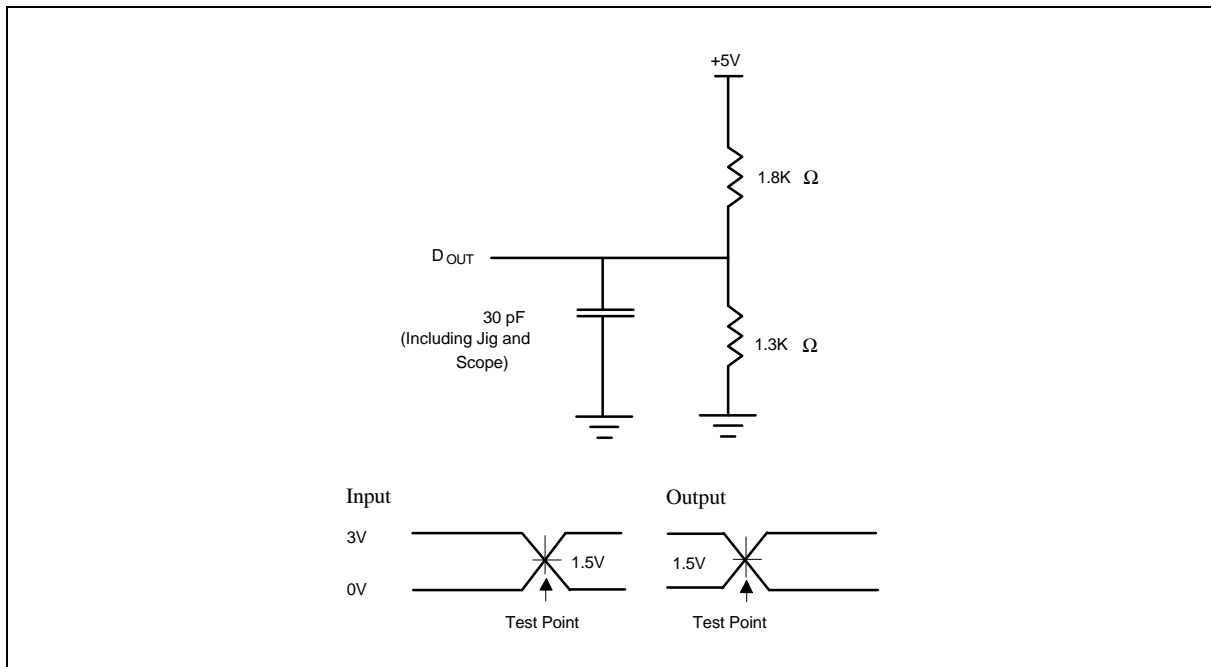 +5V
1.8K Ω
D OUT
30 pF
(Including Jig and
Scope)
1.3K Ω
Input
Output
3V
1.5V
1.5V
0V
Test Point
Test Point